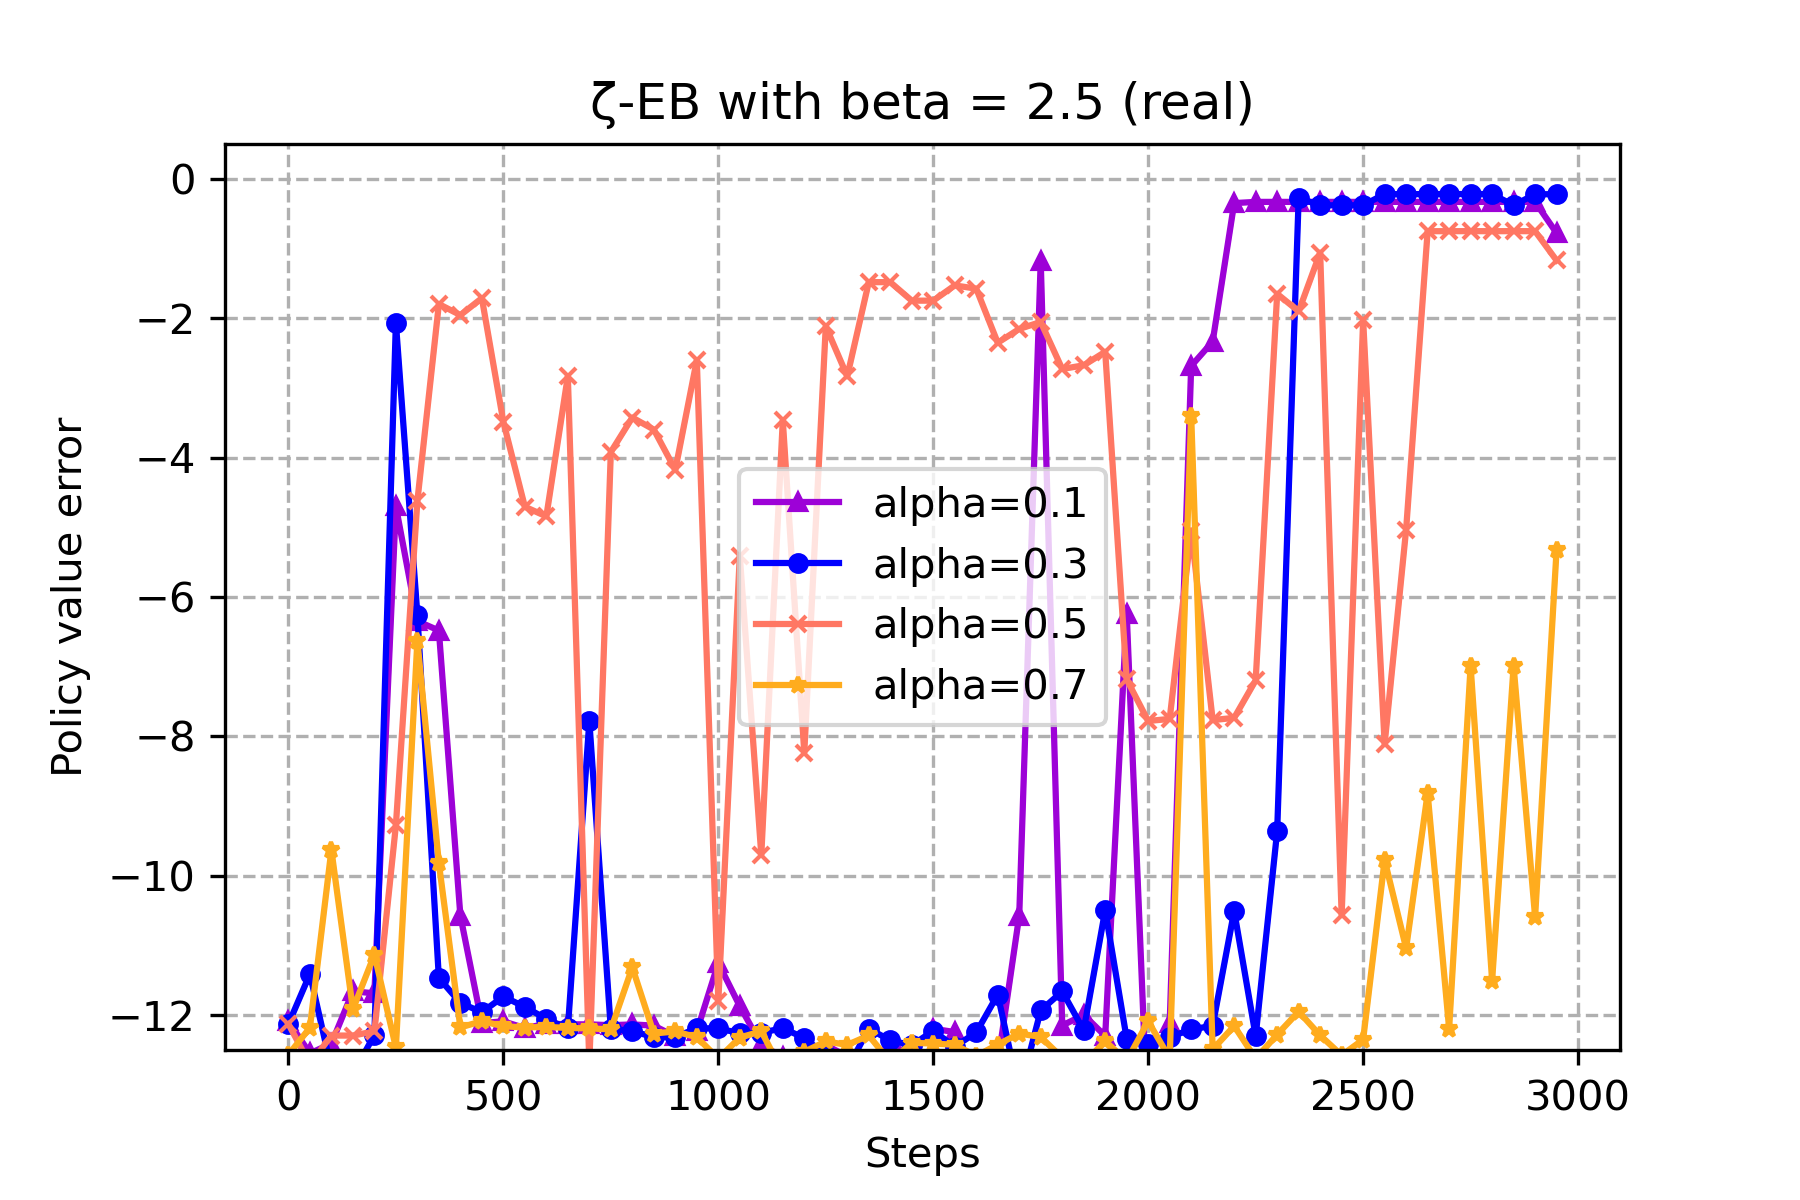 ζ-EB with beta = 2.5 (real)
0
−2
−4
−6
−8
−10
−12
Policy value error
alpha=0.1
alpha=0.3
alpha=0.5
alpha=0.7
0 500 1000 1500 2000 2500 3000
Steps